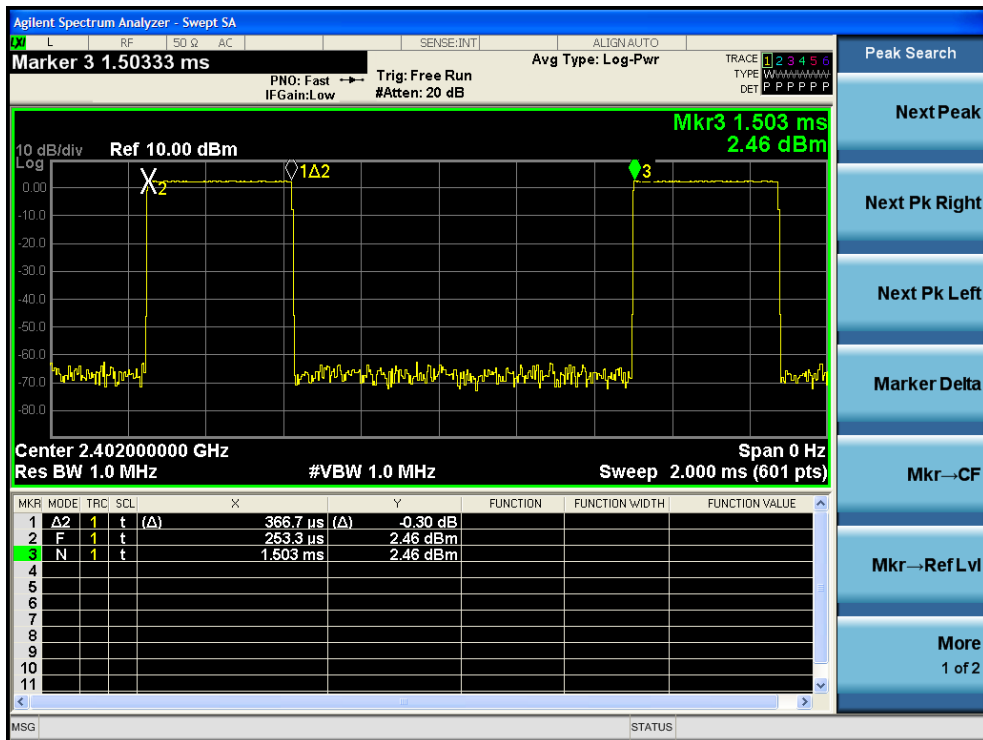 Agilent Spectrum Analyzer - Swept SA
LXI L RF 50 Ω AC SENSE:INT ALIGNAUTO
Marker 3 1.50333 ms
PNO: Fast
IFGain:Low
Trig: Free Run
#Atten: 20 dB
Avg Type: Log-Pwr
TRACE 1 2 3 4 5 6
TYPE WWWWWW
DET P P P P P P
Peak Search
Next Peak
Next Pk Right
Next Pk Left
Marker Delta
Mkr→CF
Mkr→Ref Lvl
More
1 of 2
Mkr3 1.503 ms
2.46 dBm
10 dB/div Ref 10.00 dBm
Log
X2 1Δ2 3
0.00
-10.0
-20.0
-30.0
-40.0
-50.0
-60.0
-70.0
-80.0
Center 2.402000000 GHz Span 0 Hz
Res BW 1.0 MHz #VBW 1.0 MHz Sweep 2.000 ms (601 pts)
MKR MODE TRC SCL X Y FUNCTION FUNCTION WIDTH FUNCTION VALUE
1 Δ2 1 t (Δ) 366.7 µs (Δ) -0.30 dB
2 F 1 t 253.3 µs 2.46 dBm
3 N 1 t 1.503 ms 2.46 dBm
4
5
6
7
8
9
10
11
MSG STATUS